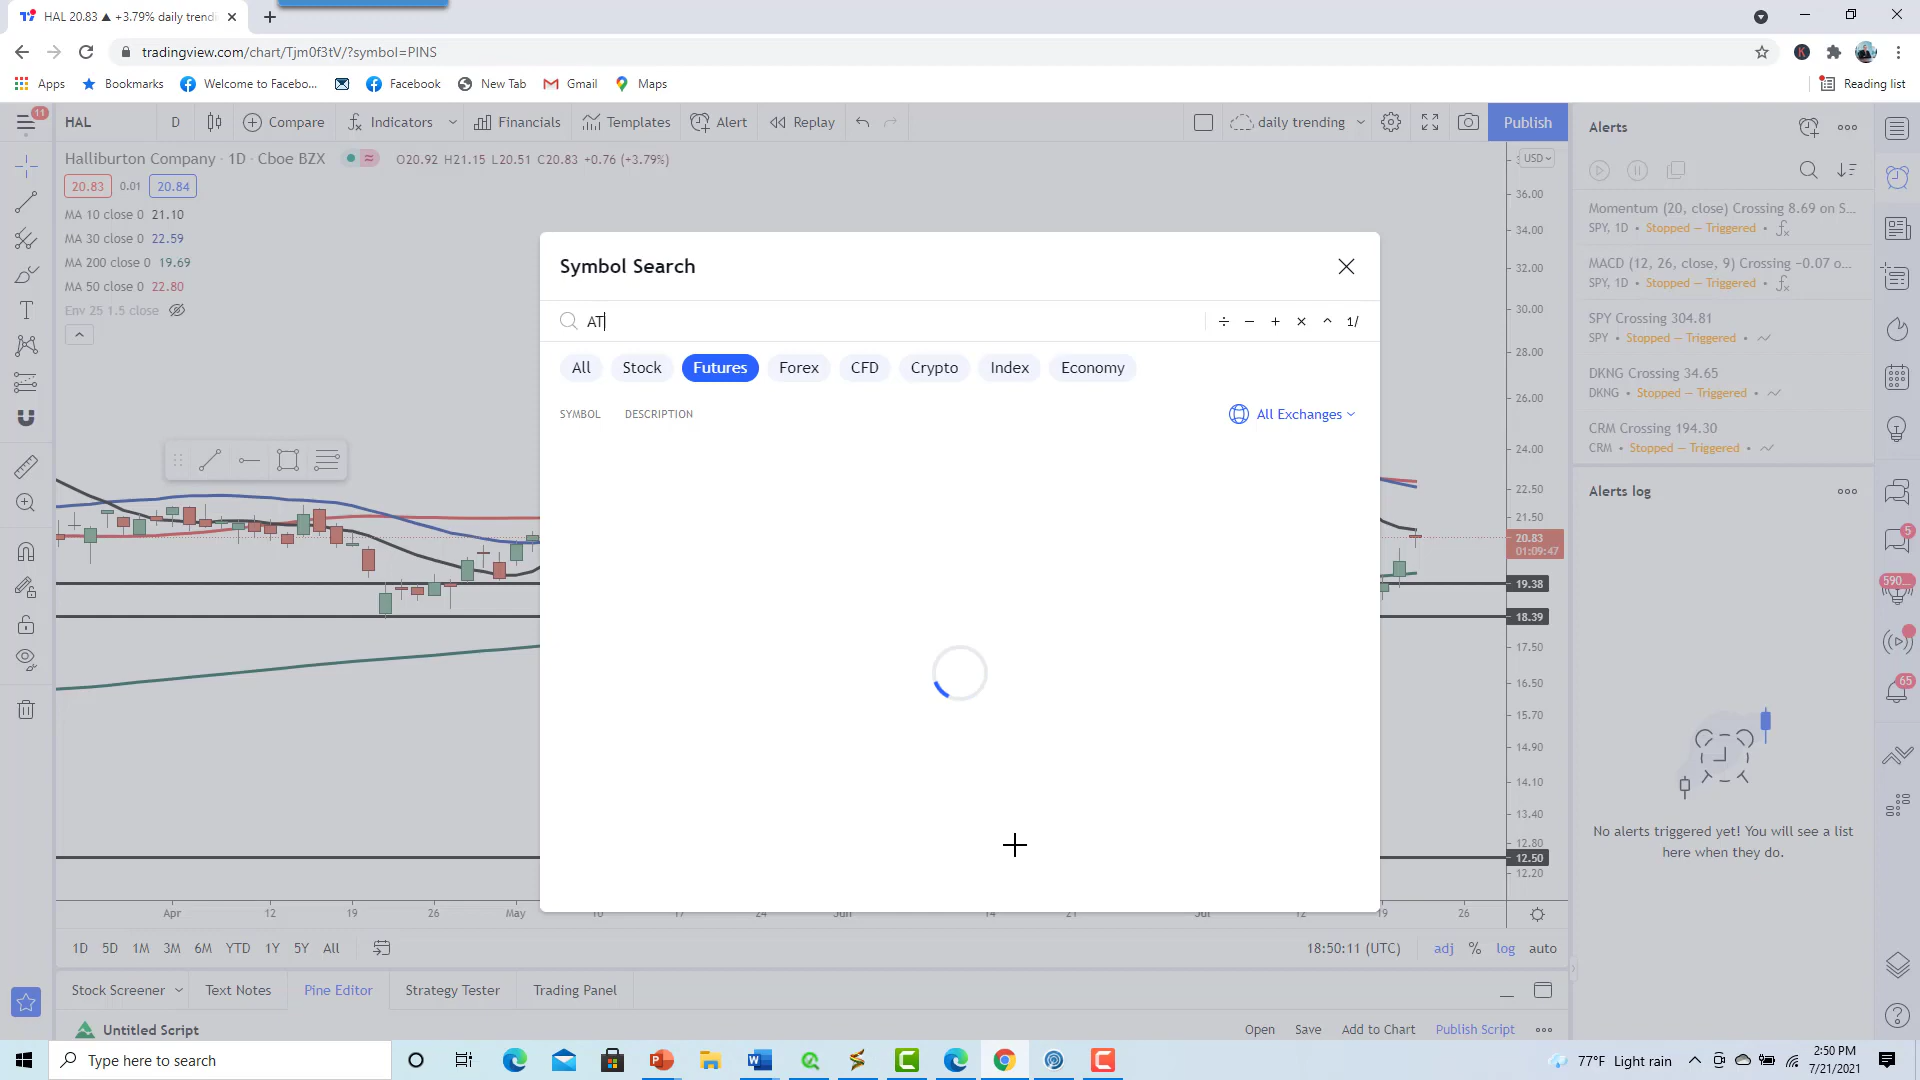 HAL 20.83 ▲ +3.79% daily trendi
tradingview.com/chart/Tjm0f3tV/?symbol=PINS
Apps
Bookmarks
Welcome to Facebo...
Facebook
New Tab
Gmail
Maps
Reading list
11
HAL
D
Compare
Indicators
Financials
Templates
Alert
Replay
daily trending
Publish
Halliburton Company · 1D · Cboe BZX
O20.92 H21.15 L20.51 C20.83 +0.76 (+3.79%)
20.83 0.01 20.84
MA 10 close 0 21.10
MA 30 close 0 22.59
MA 200 close 0 19.69
MA 50 close 0 22.80
Env 25 1.5 close
Symbol Search
AT
÷ − + × ^ 1/
All
Stock
Futures
Forex
CFD
Crypto
Index
Economy
SYMBOL DESCRIPTION
All Exchanges
USD
36.00
34.00
32.00
30.00
28.00
26.00
24.00
22.50
21.50
20.83
01:09:47
19.38
18.39
17.50
16.50
15.70
14.90
14.10
13.40
12.80
12.50
12.20
Apr 12 19 26 May 10 17 24 Jun 14 21 Jul 12 19 26
1D 5D 1M 3M 6M YTD 1Y 5Y All
18:50:11 (UTC) adj % log auto
Stock Screener
Text Notes
Pine Editor
Strategy Tester
Trading Panel
Untitled Script
Open
Save
Add to Chart
Publish Script
Alerts
Momentum (20, close) Crossing 8.69 on S...
SPY, 1D • Stopped — Triggered •
MACD (12, 26, close, 9) Crossing −0.07 o...
SPY, 1D • Stopped — Triggered •
SPY Crossing 304.81
SPY • Stopped — Triggered •
DKNG Crossing 34.65
DKNG • Stopped — Triggered •
CRM Crossing 194.30
CRM • Stopped — Triggered •
Alerts log
No alerts triggered yet! You will see a list
here when they do.
5
590...
65
Type here to search
77°F Light rain
2:50 PM
7/21/2021